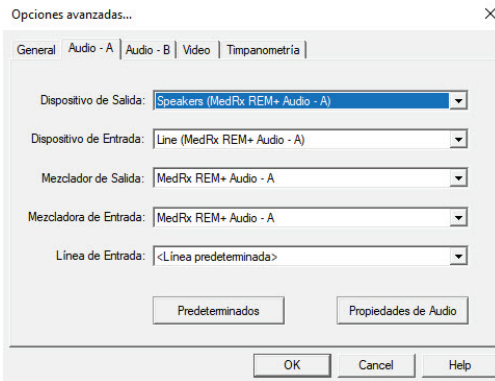 Opciones avanzadas...
General Audio - A Audio - B Video Timpanometría
Dispositivo de Salida: Speakers (MedRx REM+ Audio - A)
Dispositivo de Entrada: Line (MedRx REM+ Audio - A)
Mezclador de Salida: MedRx REM+ Audio - A
Mezcladora de Entrada: MedRx REM+ Audio - A
Línea de Entrada: <Línea predeterminada>
Predeterminados Propiedades de Audio
OK Cancel Help